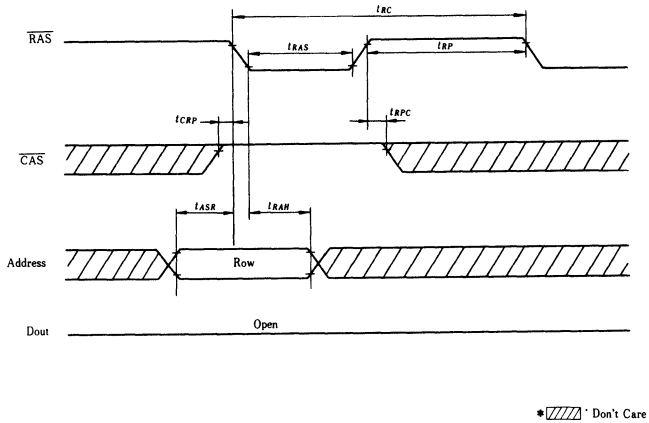 tRC
RAS
tRAS
tRP
tCRP
tRPC
CAS
tASR
tRAH
Address
Row
Dout
Open
* Don't Care